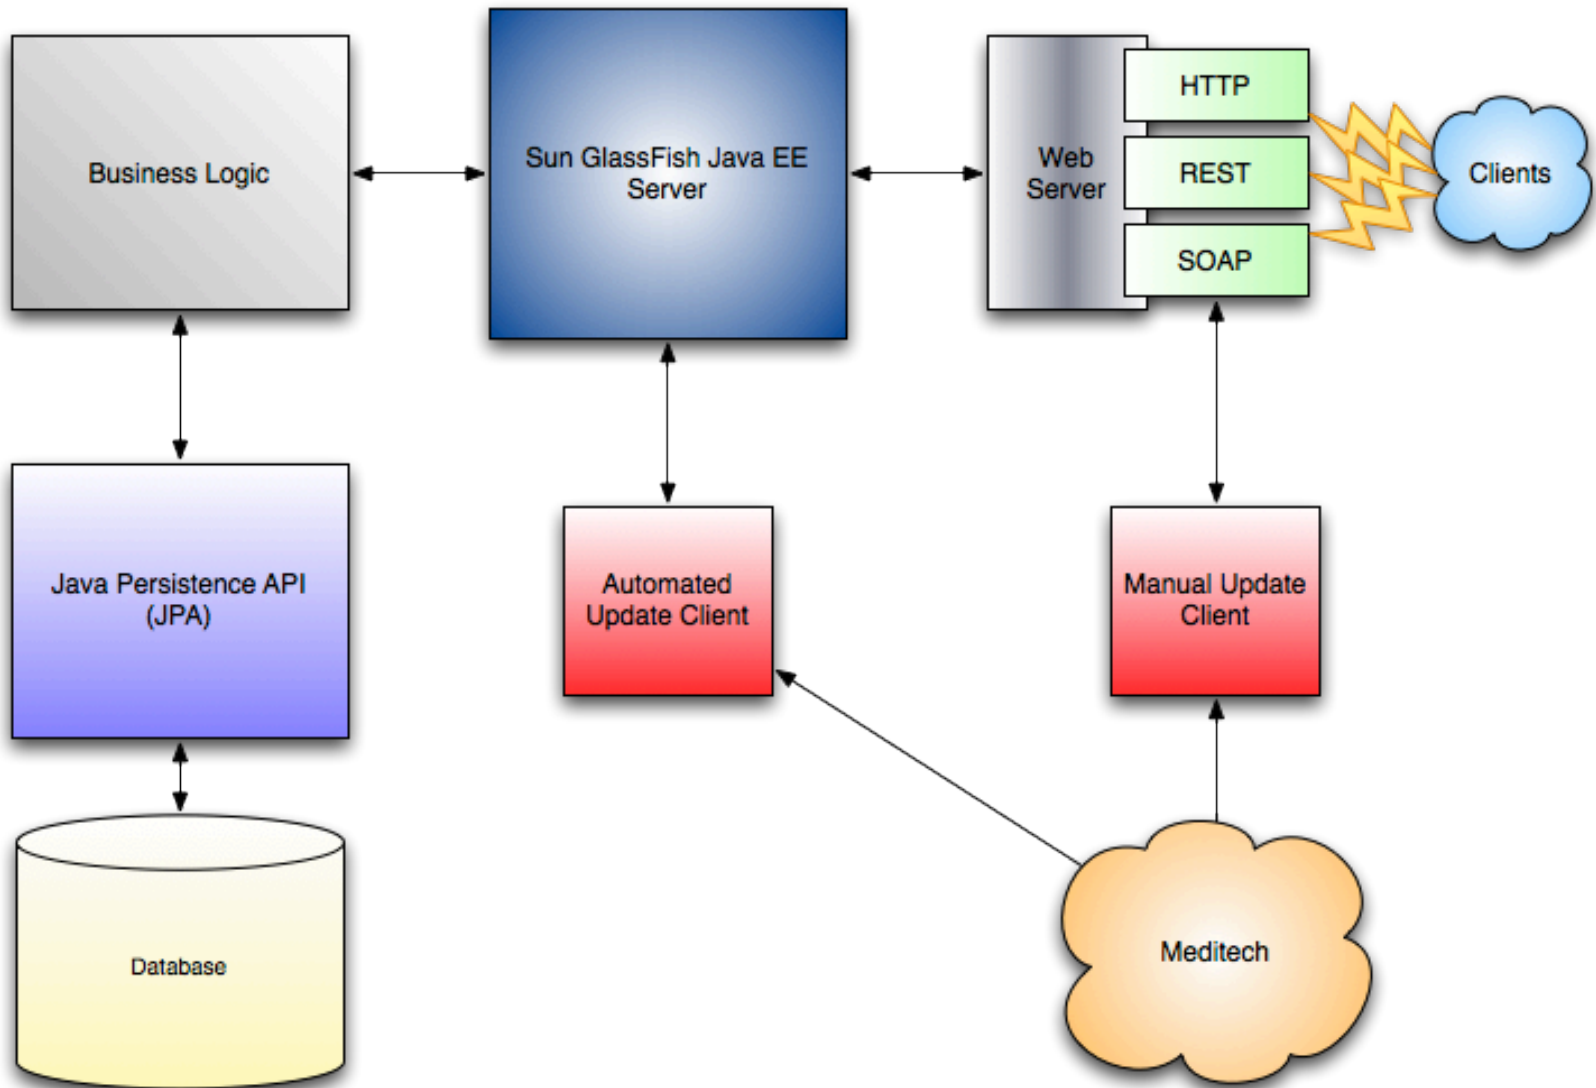 Business Logic
Sun GlassFish Java EE
Server
Web
Server
HTTP
REST
SOAP
Clients
Java Persistence API
(JPA)
Automated
Update Client
Manual Update
Client
Database
Meditech